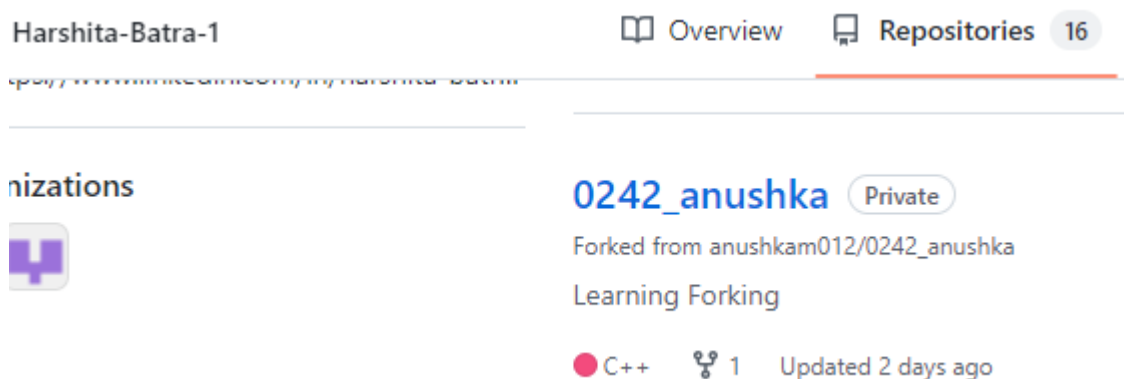 Harshita-Batra-1
Overview
Repositories 16
nizations
0242_anushka Private
Forked from anushkam012/0242_anushka
Learning Forking
C++ 1 Updated 2 days ago